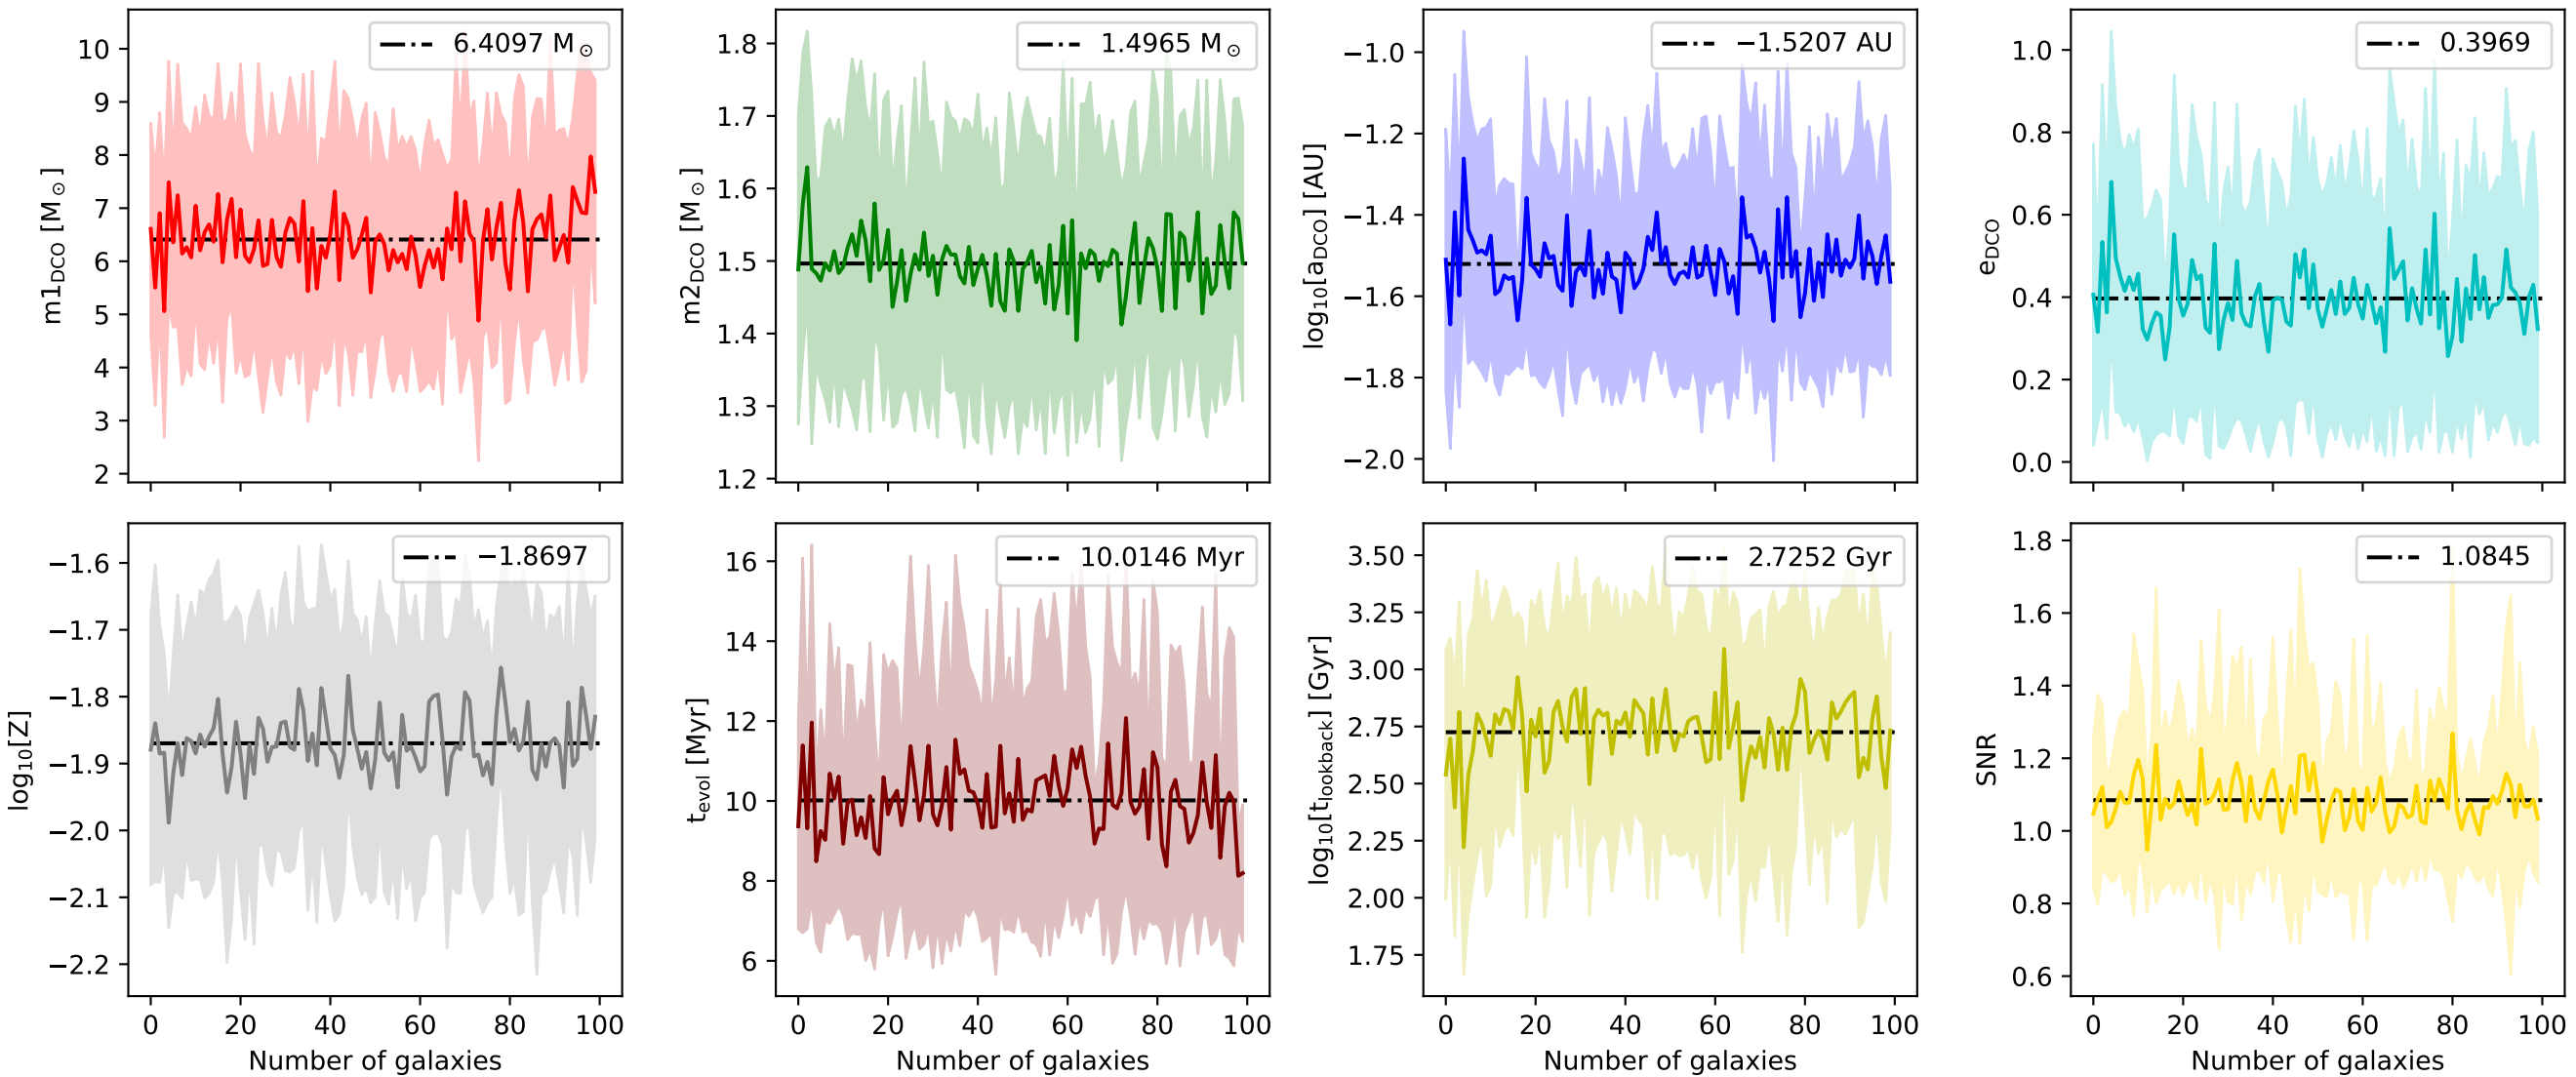 6.4097 M⊙
m1DCO [M⊙]
10
9
8
7
6
5
4
3
2
1.4965 M⊙
m2DCO [M⊙]
1.8
1.7
1.6
1.5
1.4
1.3
1.2
−1.5207 AU
log10[aDCO] [AU]
−1.0
−1.2
−1.4
−1.6
−1.8
−2.0
0.3969
eDCO
1.0
0.8
0.6
0.4
0.2
0.0
−1.8697
log10[Z]
−1.6
−1.7
−1.8
−1.9
−2.0
−2.1
−2.2
0 20 40 60 80 100
Number of galaxies
10.0146 Myr
tevol [Myr]
16
14
12
10
8
6
0 20 40 60 80 100
Number of galaxies
2.7252 Gyr
log10[tlookback] [Gyr]
3.50
3.25
3.00
2.75
2.50
2.25
2.00
1.75
0 20 40 60 80 100
Number of galaxies
1.0845
SNR
1.8
1.6
1.4
1.2
1.0
0.8
0.6
0 20 40 60 80 100
Number of galaxies